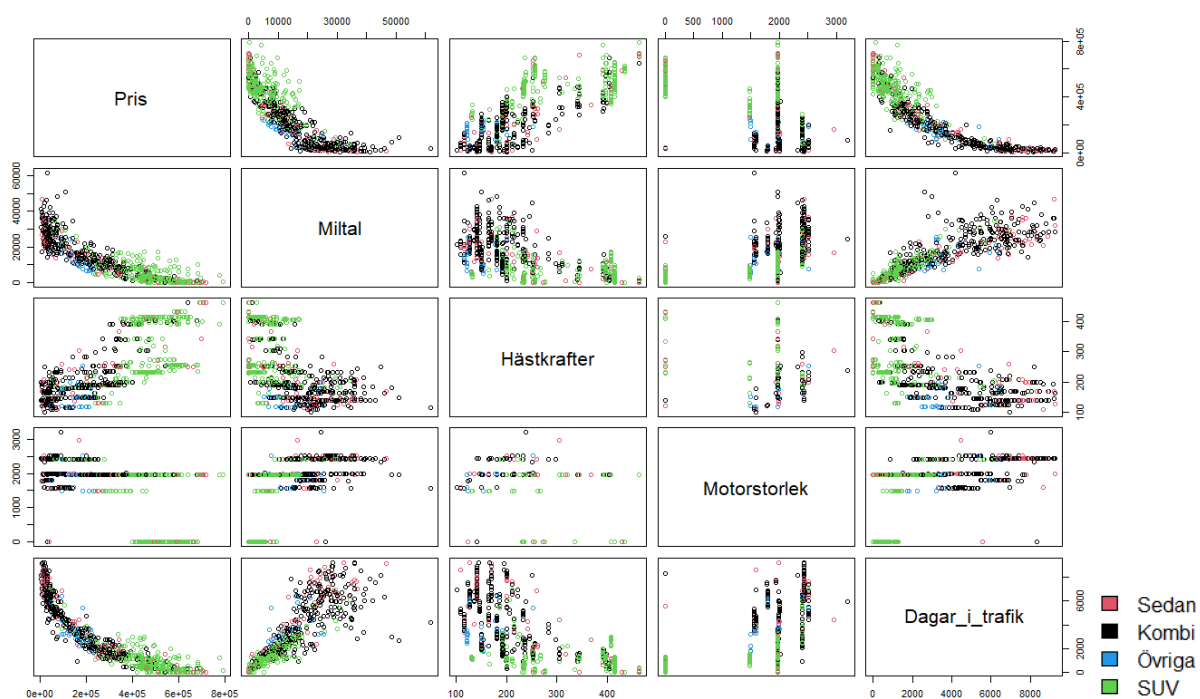 0 10000 30000 50000
0 500 1000 2000 3000
Pris
0e+00 4e+05 8e+05
0 20000 40000 60000
Miltal
Hästkrafter
100 200 300 400
0 1000 2000 3000
Motorstorlek
Dagar_i_trafik
0 2000 6000
0e+00 2e+05 4e+05 6e+05 8e+05
100 200 300 400
0 2000 4000 6000 8000
Sedan
Kombi
Övriga
SUV